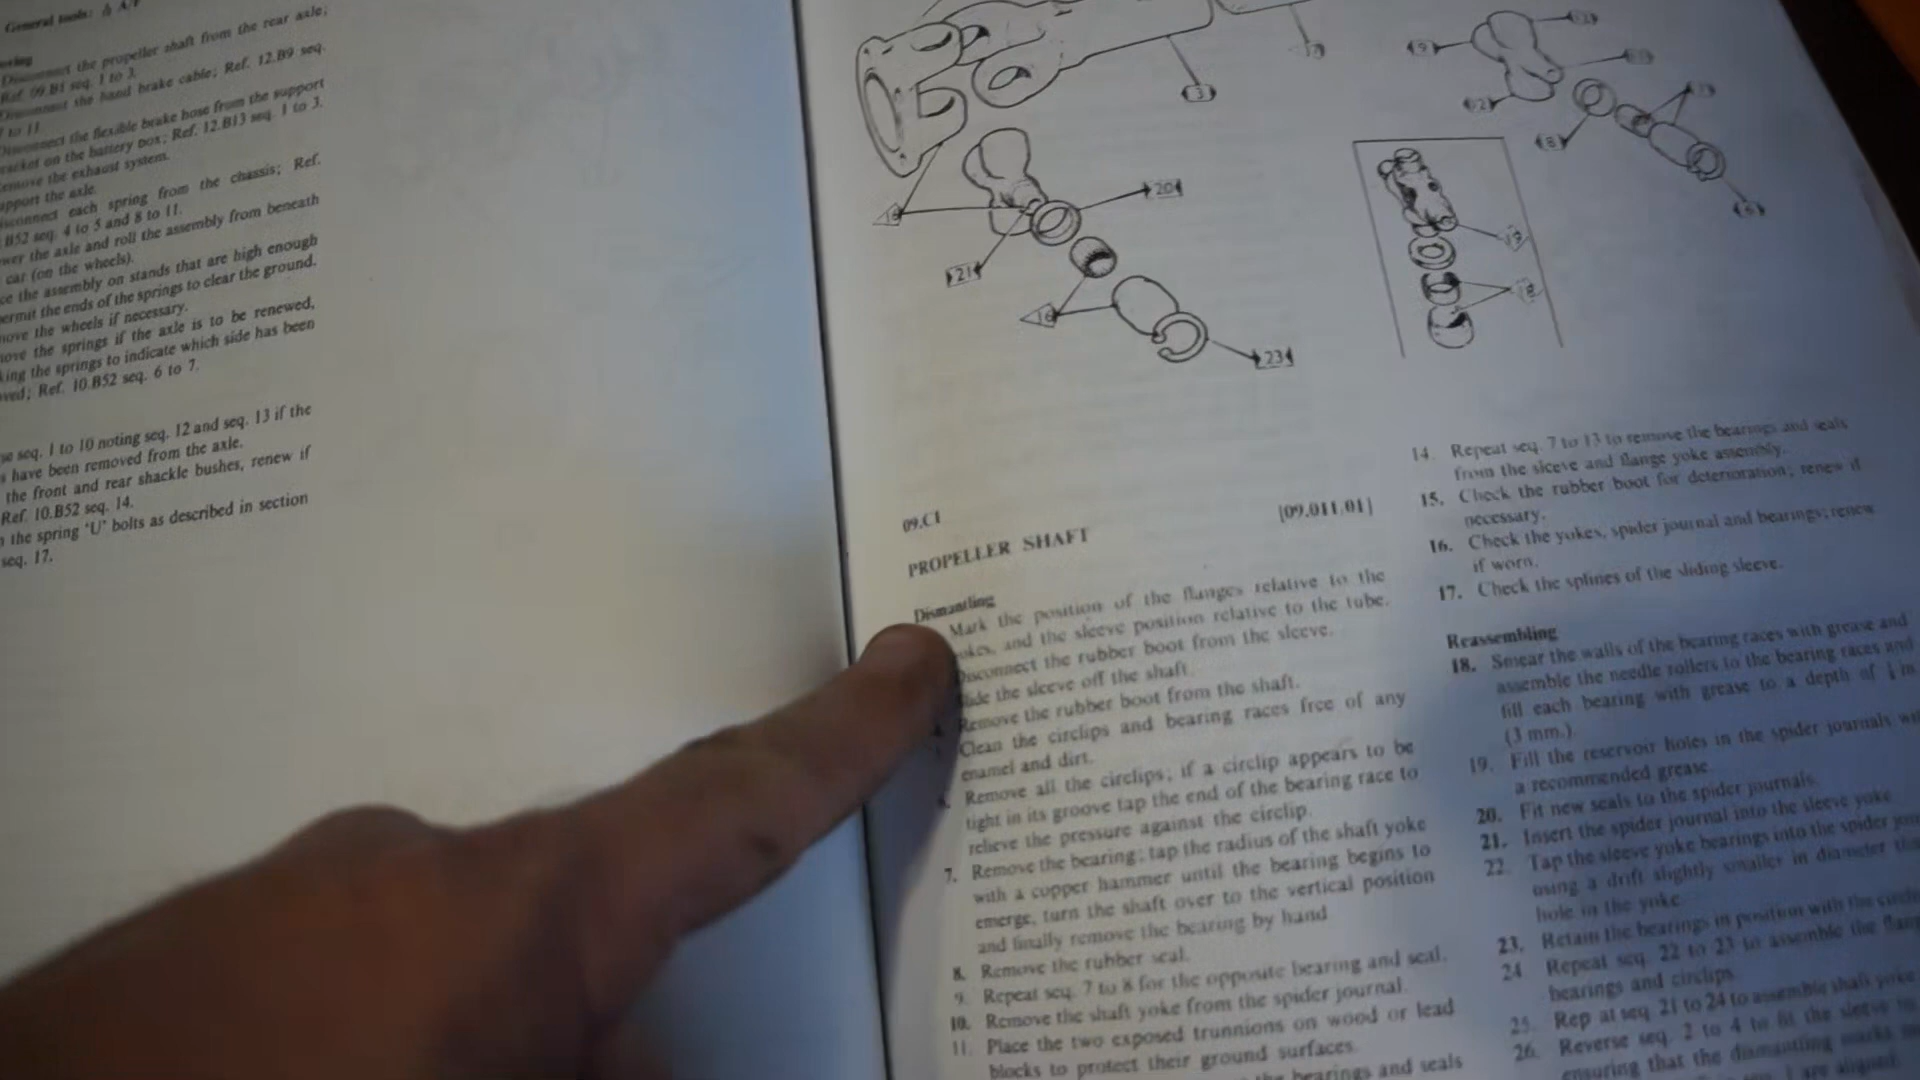 General tools:
Disconnect the propeller shaft from the rear axle;
Ref. 09.B1 seq. 1 to 3.
Disconnect the hand brake cable; Ref. 12.B9 seq.
to 11.
Disconnect the flexible brake hose from the support
bracket on the battery box; Ref. 12.B13 seq. 1 to 3.
Remove the exhaust system.
the axle.
each spring from the chassis; Ref.
B52 seq. 4 to 5 and 8 to 11.
the axle and roll the assembly from beneath
car (on the wheels).
the assembly on stands that are high enough
permit the ends of the springs to clear the ground.
the wheels if necessary.
the springs if the axle is to be renewed,
the springs to indicate which side has been
Ref. 10.B52 seq. 6 to 7.
seq. 1 to 10 noting seq. 12 and seq. 13 if the
have been removed from the axle.
the front and rear shackle bushes, renew if
Ref. 10.B52 seq. 14.
the spring 'U' bolts as described in section
seq. 17.
3
20
21
23
8
09.C1
[09.011.01]
PROPELLER SHAFT
Dismantling
Mark the position of the flanges relative to the
and the sleeve position relative to the tube.
Disconnect the rubber boot from the sleeve.
the sleeve off the shaft.
Remove the rubber boot from the shaft.
Clean the circlips and bearing races free of any
enamel and dirt.
Remove all the circlips; if a circlip appears to be
tight in its groove tap the end of the bearing race to
relieve the pressure against the circlip.
7. Remove the bearing; tap the radius of the shaft yoke
with a copper hammer until the bearing begins to
emerge, turn the shaft over to the vertical position
and finally remove the bearing by hand
8. Remove the rubber seal.
9. Repeat seq. 7 to 8 for the opposite bearing and seal.
10. Remove the shaft yoke from the spider journal
11. Place the two exposed trunnions on wood or lead
blocks to protect their ground surfaces.
bearings and seals
14. Repeat seq. 7 to 13 to remove the bearings and seals
from the sleeve and flange yoke assembly.
15. Check the rubber boot for deterioration; renew if
necessary.
16. Check the yokes, spider journal and bearings; renew
if worn.
17. Check the splines of the sliding sleeve.
Reassembling
18. Smear the walls of the bearing races with grease and
assemble the needle rollers to the bearing races and
fill each bearing with grease to a depth of
(3 mm.).
19. Fill the reservoir holes in the spider journals
a recommended grease
20. Fit new seals to the spider journals.
21. Insert the spider journal into the sleeve yoke
22. Tap the sleeve yoke bearings into the spider
using a drift slightly smaller in diameter
hole in the yoke
23. Retain the bearings in position with the
24. Repeat seq. 22 to 23 to assemble the
bearings and circlips
25. Rep at seq 21 to 24 to assemble shaft yoke
26. Reverse seq. 2 to 4 to fit the sleeve
ensuring that the dismantling marks